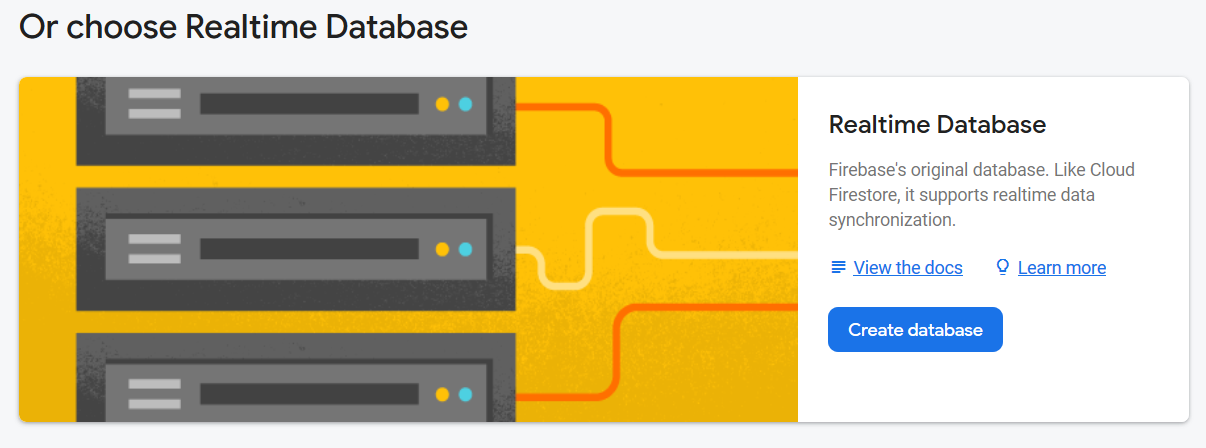 Or choose Realtime Database
Realtime Database
Firebase's original database. Like Cloud
Firestore, it supports realtime data
synchronization.
View the docs Learn more
Create database